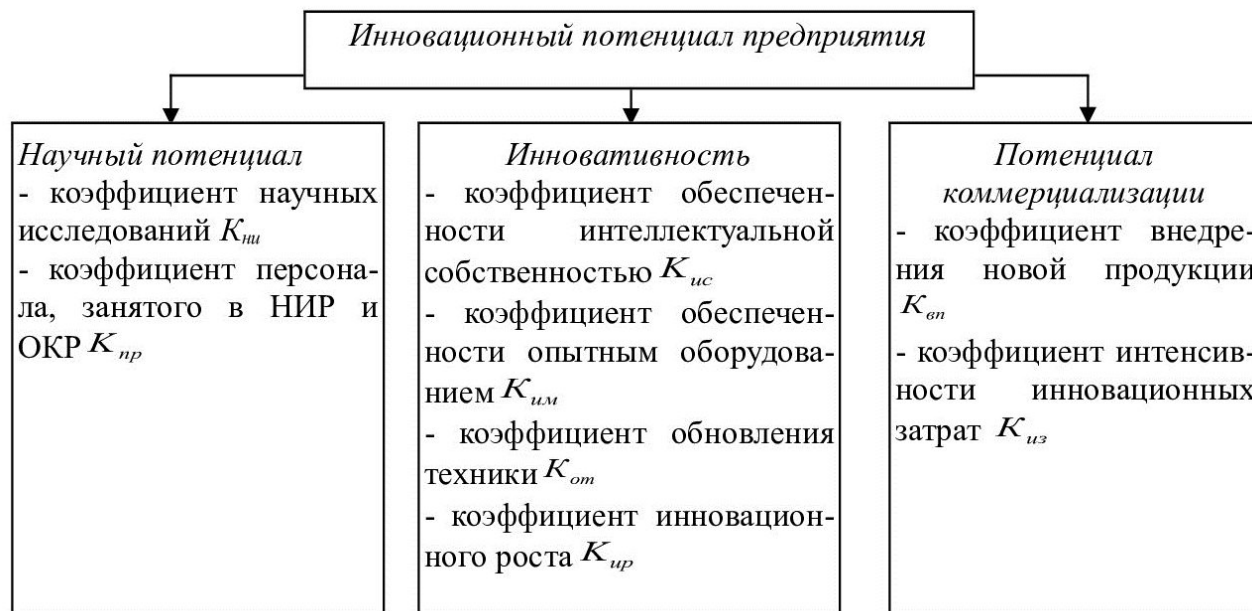 Инновационный потенциал предприятия
Научный потенциал
- коэффициент научных
исследований Kни
- коэффициент персона-
ла, занятого в НИР и
ОКР Kпр
Инновативность
- коэффициент обеспечен-
ности интеллектуальной
собственностью Kис
- коэффициент обеспечен-
ности опытным оборудова-
нием Kим
- коэффициент обновления
техники Kот
- коэффициент инновацион-
ного роста Kир
Потенциал
коммерциализации
- коэффициент внедре-
ния новой продукции
Kвп
- коэффициент интенсив-
ности инновационных
затрат Kиз